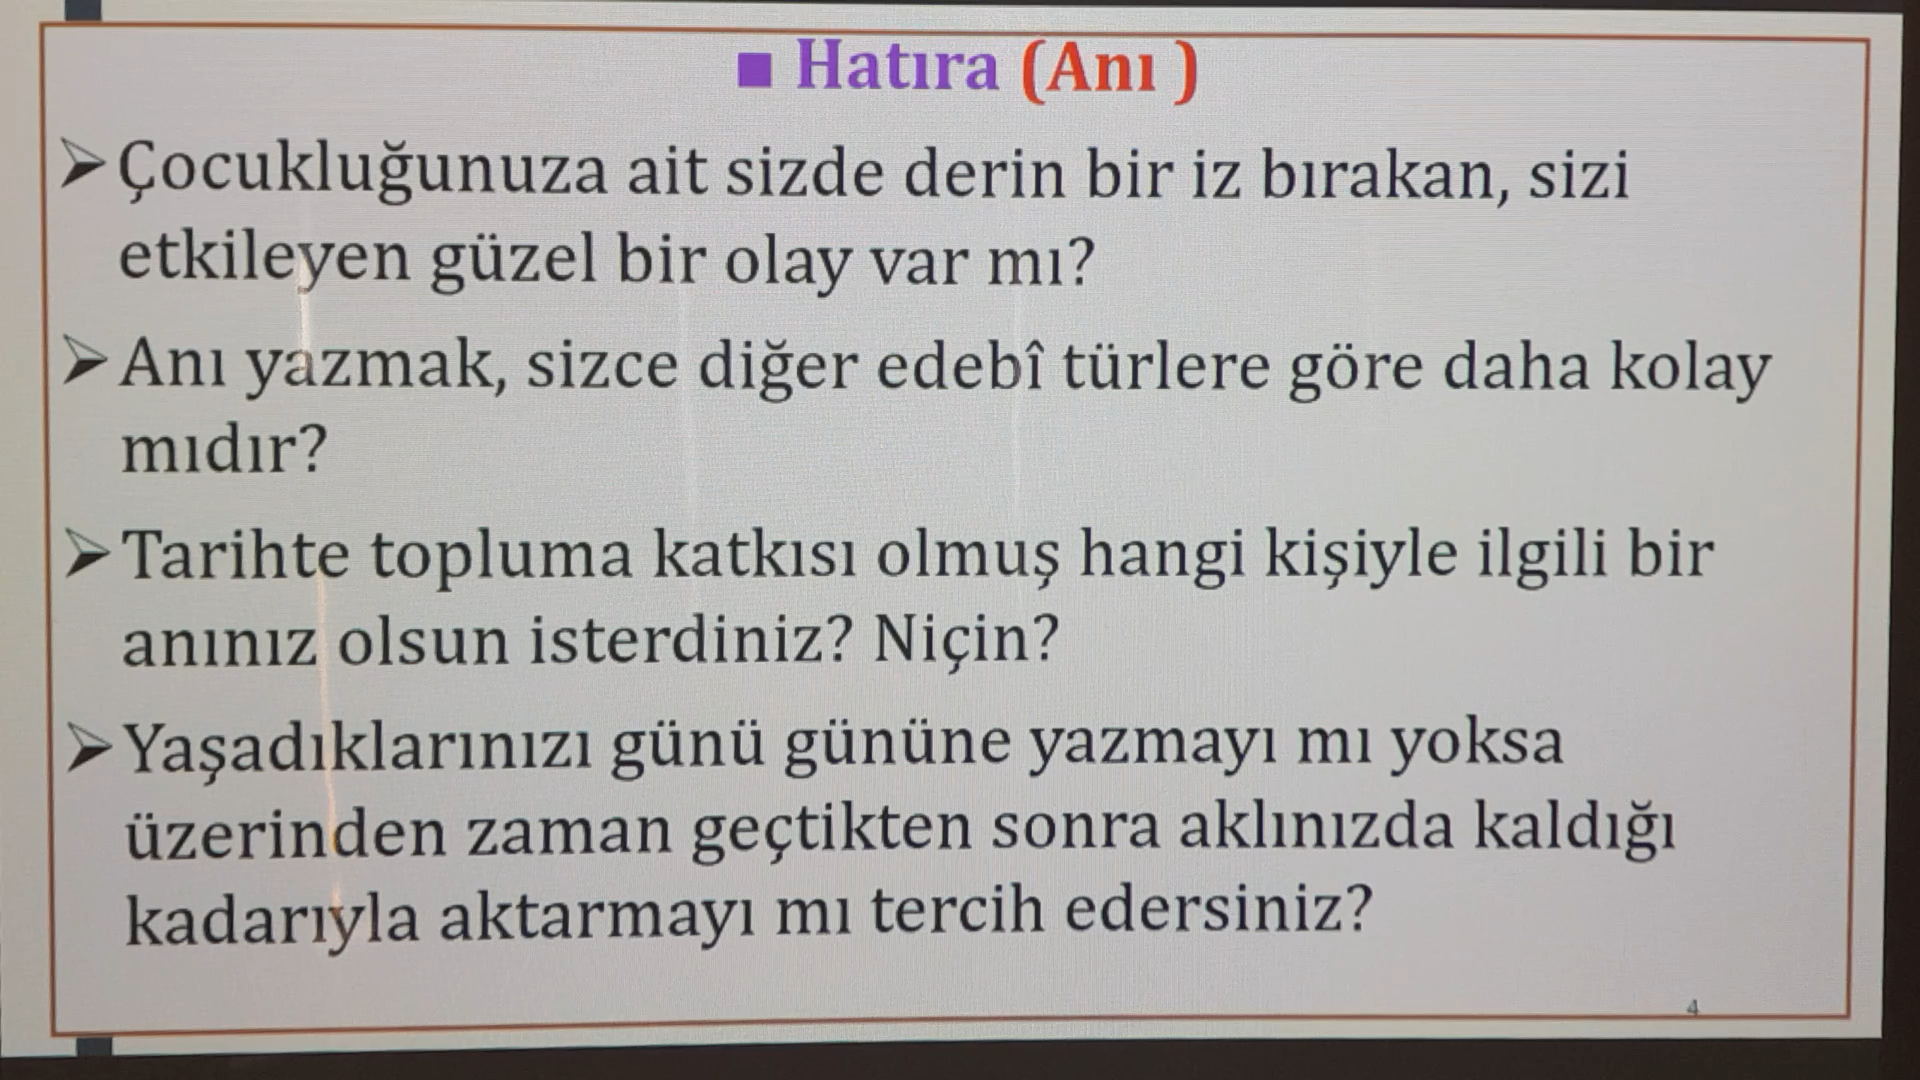 ■ Hatıra (Anı )
➢Çocukluğunuza ait sizde derin bir iz bırakan, sizi
etkileyen güzel bir olay var mı?
➢Anı yazmak, sizce diğer edebî türlere göre daha kolay
mıdır?
➢Tarihte topluma katkısı olmuş hangi kişiyle ilgili bir
anınız olsun isterdiniz? Niçin?
➢Yaşadıklarınızı günü gününe yazmayı mı yoksa
üzerinden zaman geçtikten sonra aklınızda kaldığı
kadarıyla aktarmayı mı tercih edersiniz?
4